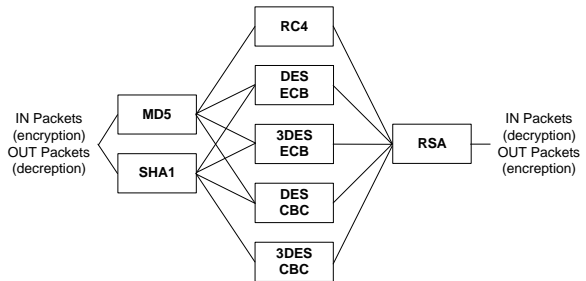 RC4
DES
ECB
IN Packets
(encryption)
OUT Packets
(decreption)
MD5
SHA1
3DES
ECB
RSA
IN Packets
(decryption)
OUT Packets
(encreption)
DES
CBC
3DES
CBC